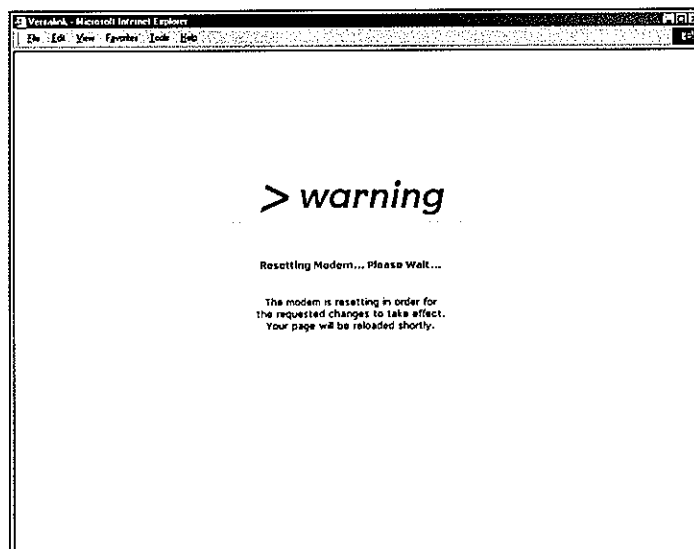 Versalink - Microsoft Internet Explorer
File Edit View Favorites Tools Help
> warning
Resetting Modem... Please Wait...
The modem is resetting in order for
the requested changes to take effect.
Your page will be reloaded shortly.